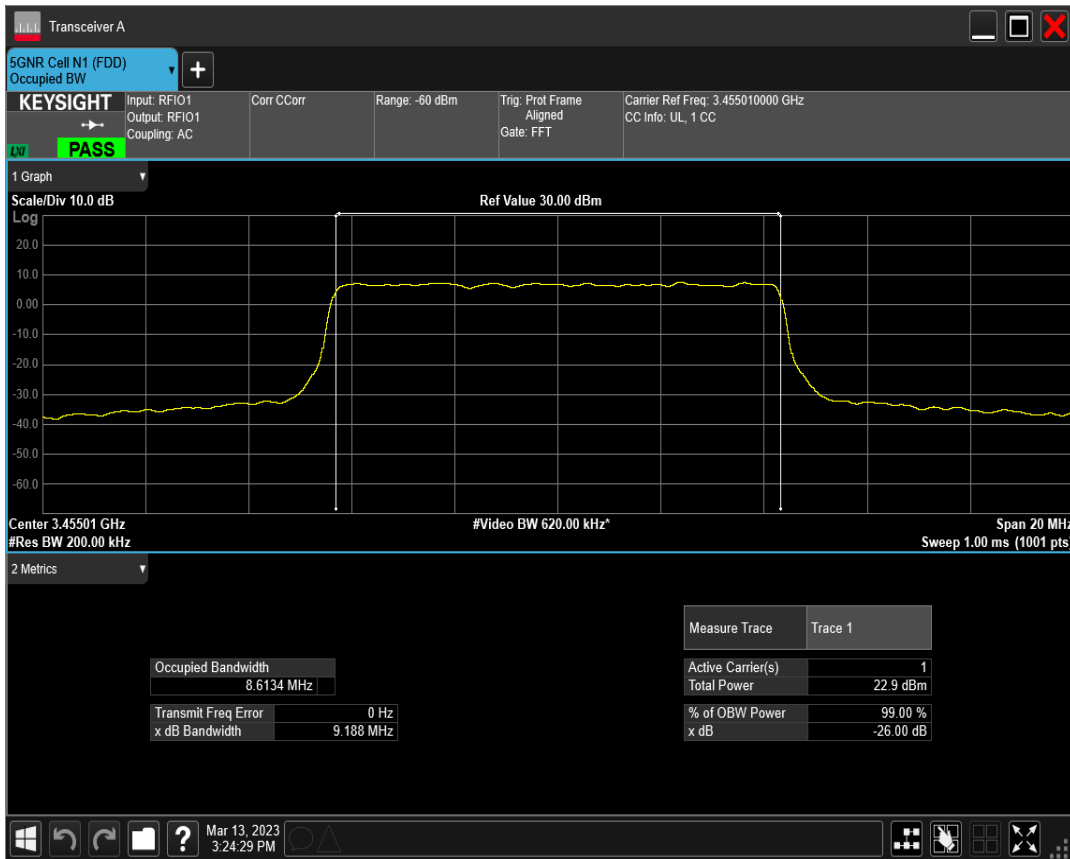 Transceiver A
5GNR Cell N1 (FDD)
Occupied BW
+
KEYSIGHT
LXI
PASS
Input: RFIO1
Output: RFIO1
Coupling: AC
Corr CCorr
Range: -60 dBm
Trig: Prot Frame
Aligned
Gate: FFT
Carrier Ref Freq: 3.455010000 GHz
CC Info: UL, 1 CC
1 Graph
Scale/Div 10.0 dB
Ref Value 30.00 dBm
Log
20.0
10.0
0.00
-10.0
-20.0
-30.0
-40.0
-50.0
-60.0
Center 3.45501 GHz
#Video BW 620.00 kHz*
Span 20 MHz
#Res BW 200.00 kHz
Sweep 1.00 ms (1001 pts)
2 Metrics
Measure Trace Trace 1
Occupied Bandwidth
8.6134 MHz
Active Carrier(s) 1
Total Power 22.9 dBm
Transmit Freq Error 0 Hz
x dB Bandwidth 9.188 MHz
% of OBW Power 99.00 %
x dB -26.00 dB
?
Mar 13, 2023
3:24:29 PM